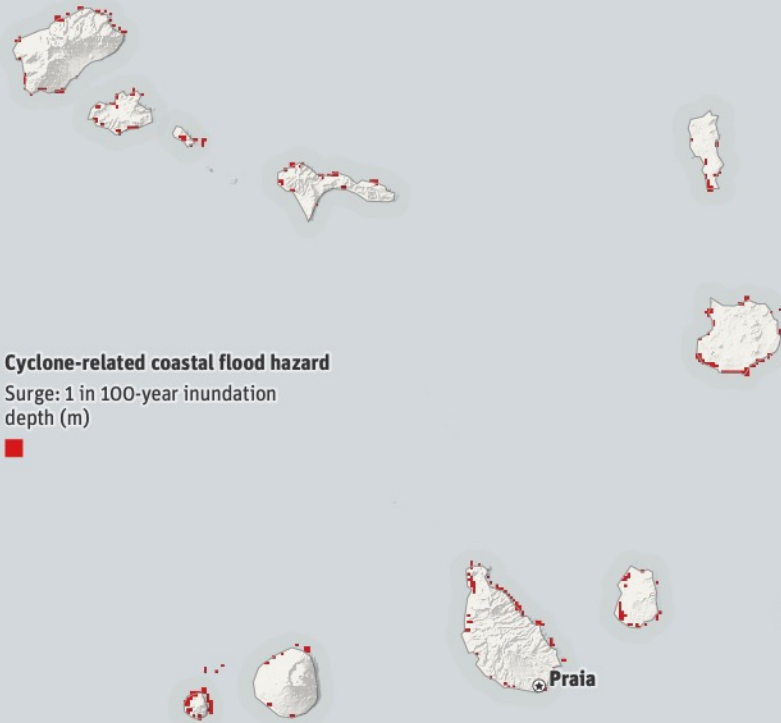 Cyclone-related coastal flood hazard
Surge: 1 in 100-year inundation
depth (m)
Praia